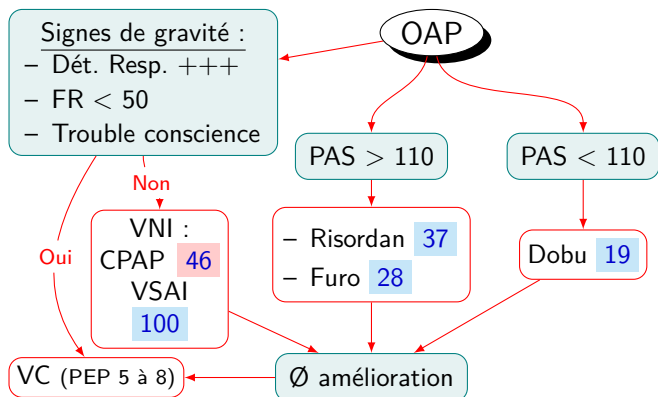 OAP
Signes de gravité :
– Dét. Resp. +++
– FR < 50
– Trouble conscience
PAS > 110
PAS < 110
Non
Oui
VNI :
CPAP 46
VSAI
100
– Risordan 37
– Furo 28
Dobu 19
VC (PEP 5 à 8)
Ø amélioration